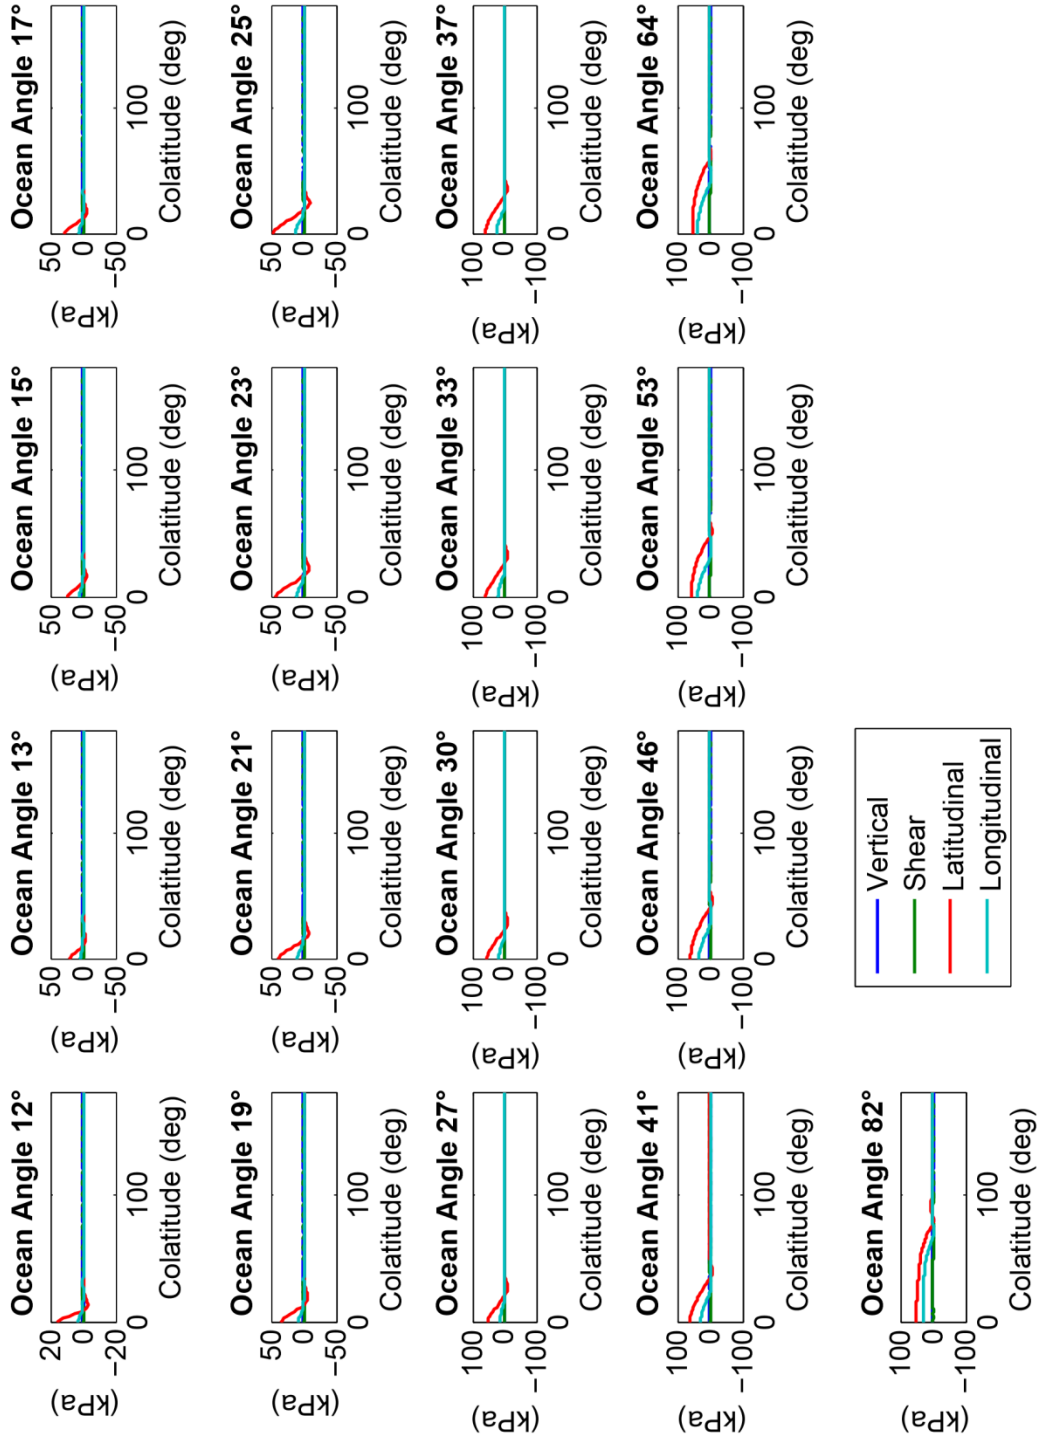 Ocean Angle 12°
20
0
−20
(kPa)
0
100
Colatitude (deg)
Ocean Angle 13°
50
0
−50
(kPa)
0
100
Colatitude (deg)
Ocean Angle 15°
50
0
−50
(kPa)
0
100
Colatitude (deg)
Ocean Angle 17°
50
0
−50
(kPa)
0
100
Colatitude (deg)
Ocean Angle 19°
50
0
−50
(kPa)
0
100
Colatitude (deg)
Ocean Angle 21°
50
0
−50
(kPa)
0
100
Colatitude (deg)
Ocean Angle 23°
50
0
−50
(kPa)
0
100
Colatitude (deg)
Ocean Angle 25°
50
0
−50
(kPa)
0
100
Colatitude (deg)
Ocean Angle 27°
100
0
−100
(kPa)
0
100
Colatitude (deg)
Ocean Angle 30°
100
0
−100
(kPa)
0
100
Colatitude (deg)
Ocean Angle 33°
100
0
−100
(kPa)
0
100
Colatitude (deg)
Ocean Angle 37°
100
0
−100
(kPa)
0
100
Colatitude (deg)
Ocean Angle 41°
100
0
−100
(kPa)
0
100
Colatitude (deg)
Ocean Angle 46°
100
0
−100
(kPa)
0
100
Colatitude (deg)
Ocean Angle 53°
100
0
−100
(kPa)
0
100
Colatitude (deg)
Ocean Angle 64°
100
0
−100
(kPa)
0
100
Colatitude (deg)
Ocean Angle 82°
100
0
−100
(kPa)
0
100
Colatitude (deg)
Vertical
Shear
Latitudinal
Longitudinal